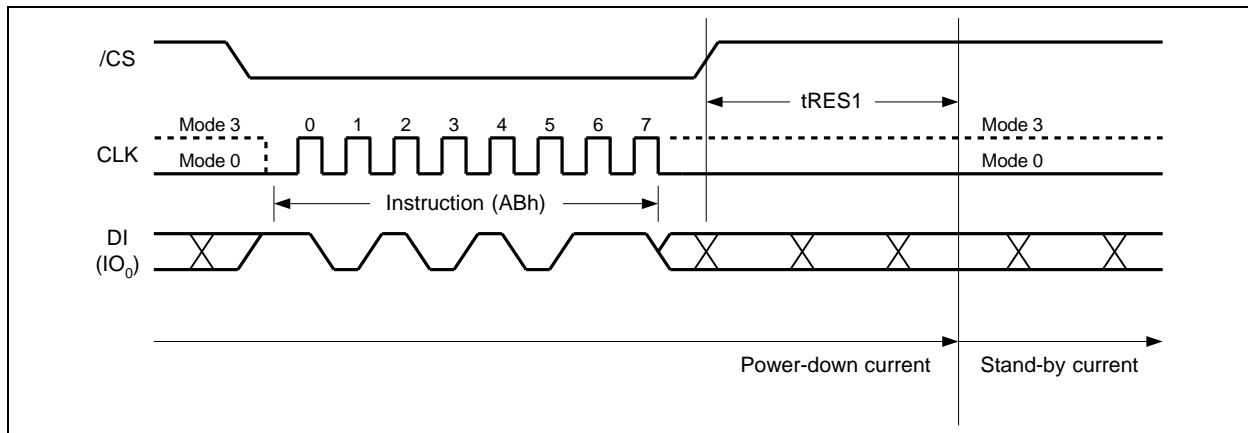 /CS
tRES1
0 1 2 3 4 5 6 7
Mode 3 Mode 3
CLK
Mode 0 Mode 0
Instruction (ABh)
DI
(IO₀)
Power-down current Stand-by current